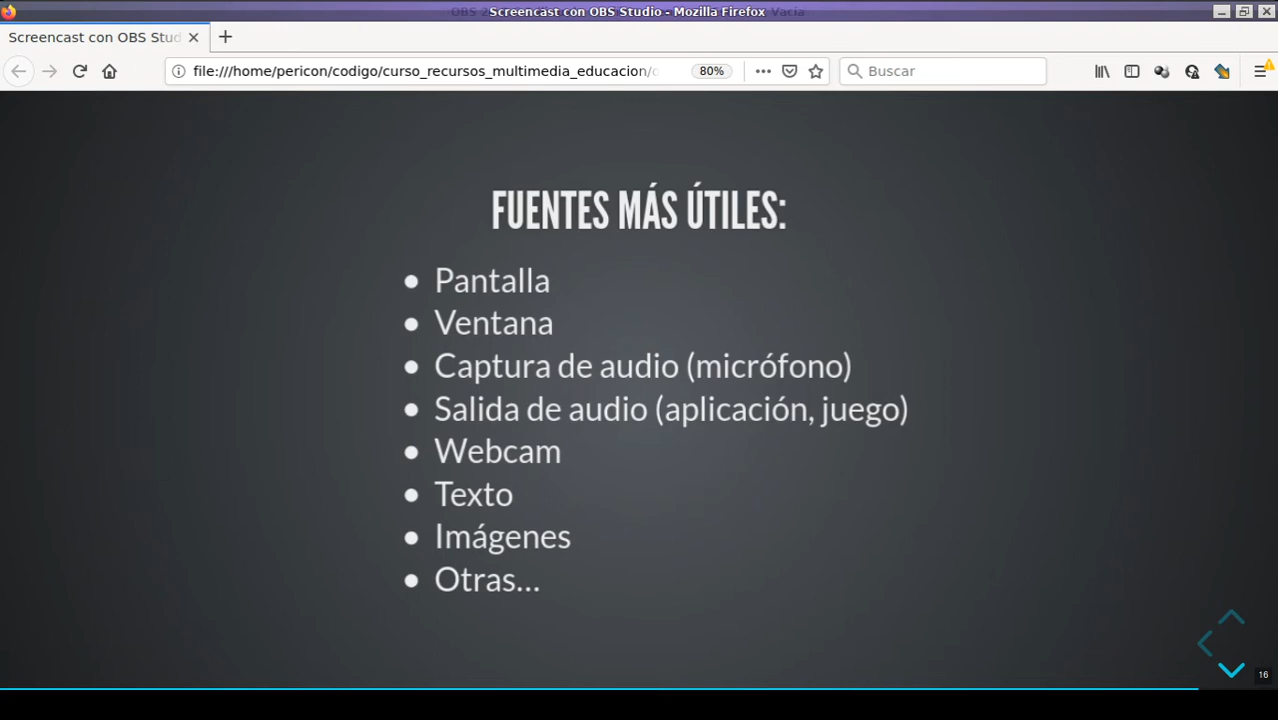 Screencast con OBS Studio - Mozilla Firefox
Screencast con OBS Stud
file:///home/pericon/codigo/curso_recursos_multimedia_educacion/
80%
Buscar
FUENTES MÁS ÚTILES:
Pantalla
Ventana
Captura de audio (micrófono)
Salida de audio (aplicación, juego)
Webcam
Texto
Imágenes
Otras...
16